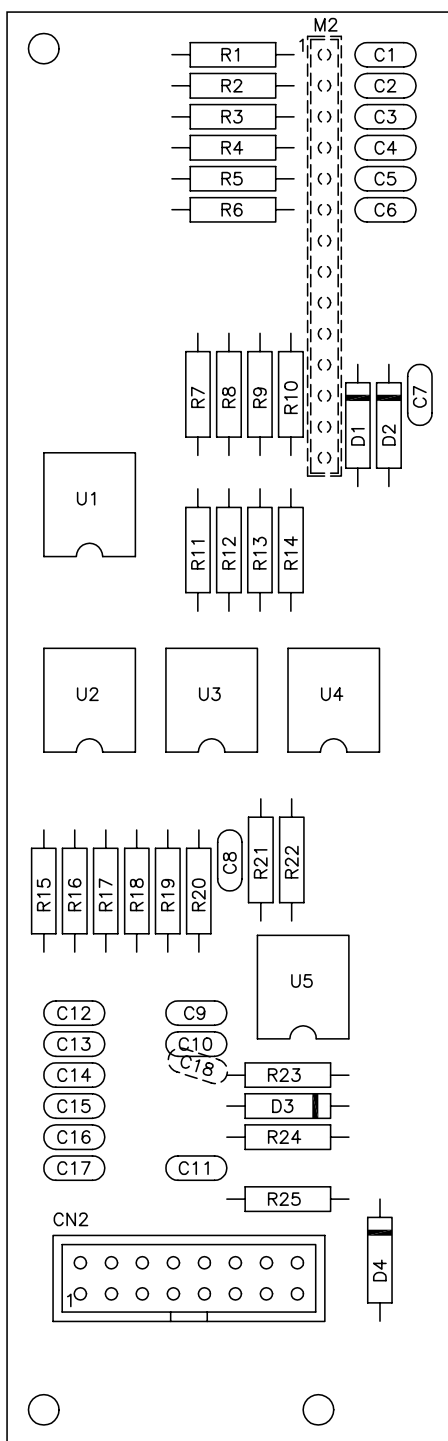 M2
R1 1 C1
R2 C2
R3 C3
R4 C4
R5 C5
R6 C6
R7 R8 R9 R10 D1 D2 C7
U1
R11 R12 R13 R14
U2 U3 U4
R15 R16 R17 R18 R19 R20 C8 R21 R22
U5
C12 C9
C13 C10
C14 C18 R23
C15 D3
C16 R24
C17 C11
R25
CN2
D4
1